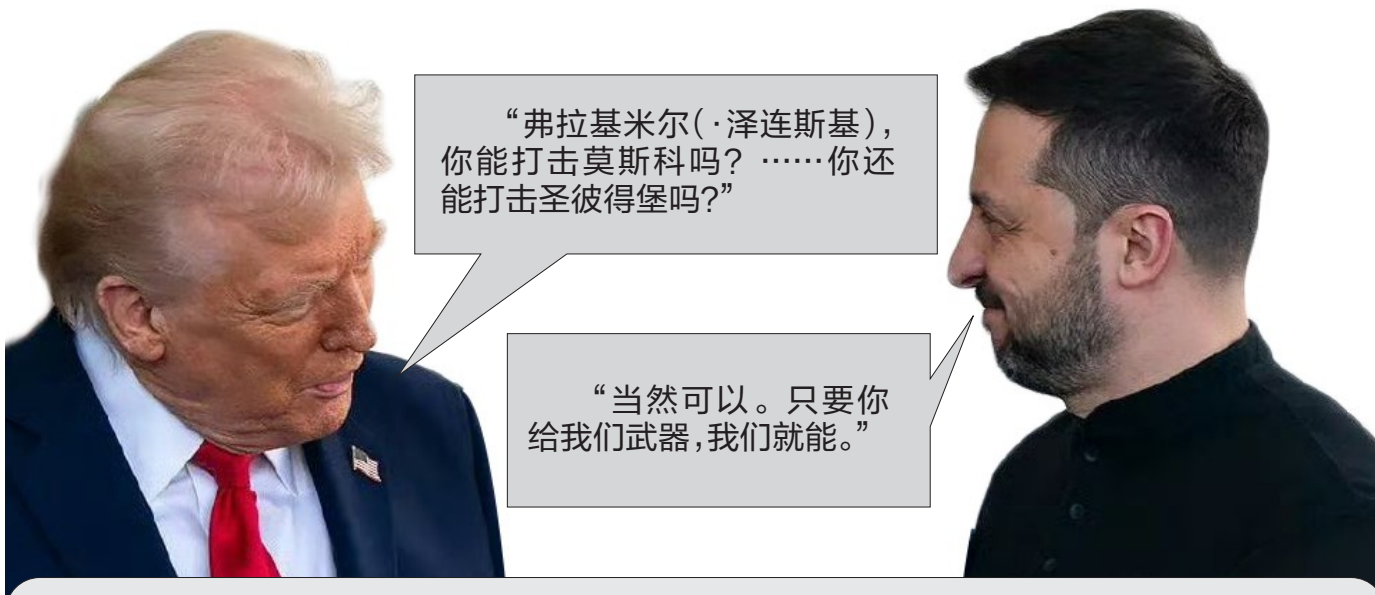 “弗拉基米尔(·泽连斯基),
你能打击莫斯科吗? ……你还
能打击圣彼得堡吗?”
“当然可以。只要你
给我们武器,我们就能。”